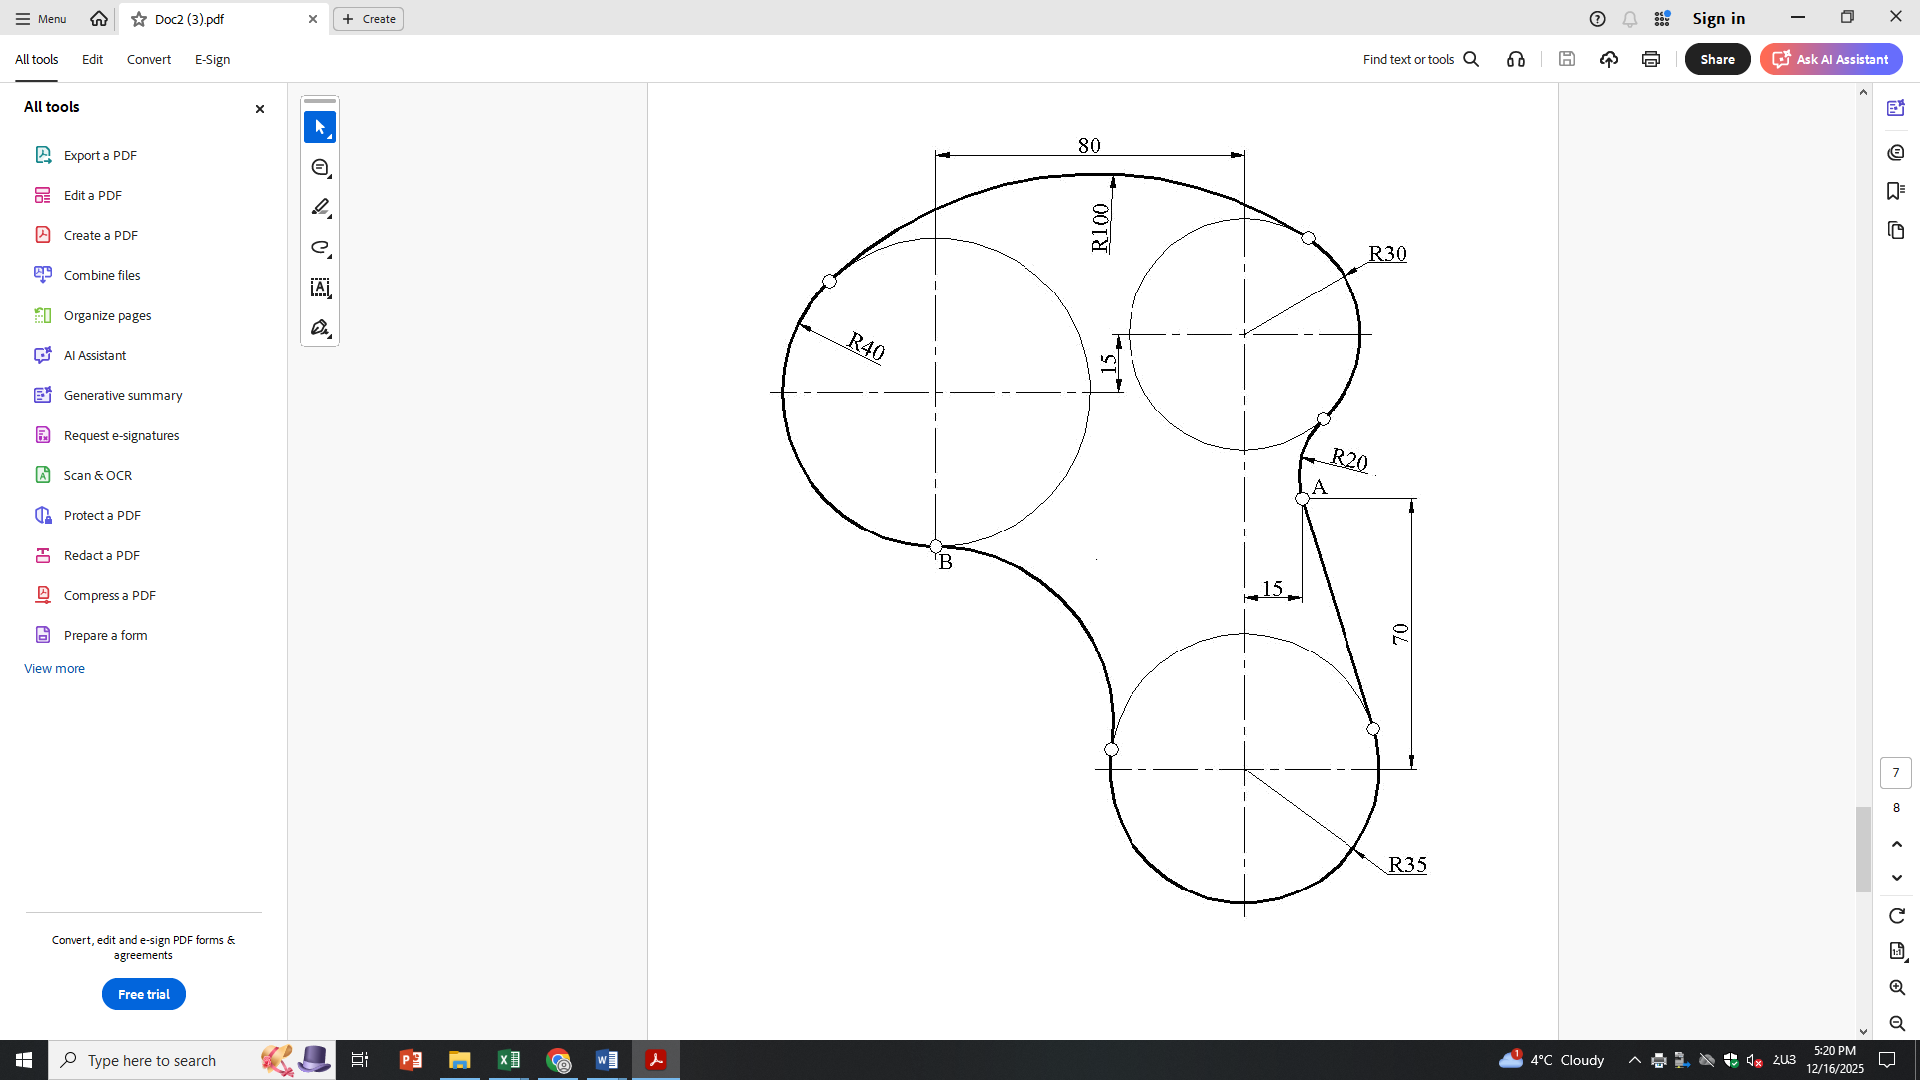 Menu
Doc2 (3).pdf
Create
Sign in
All tools
Edit
Convert
E-Sign
Find text or tools
Share
Ask AI Assistant
All tools
Export a PDF
Edit a PDF
Create a PDF
Combine files
Organize pages
AI Assistant
Generative summary
Request e-signatures
Scan & OCR
Protect a PDF
Redact a PDF
Compress a PDF
Prepare a form
View more
Convert, edit and e-sign PDF forms &
agreements
Free trial
80
R100
R30
R40
15
R20
A
B
15
70
R35
7
8
1:1
Type here to search
1
4°C Cloudy
ՀԱՅ
5:20 PM
12/16/2025